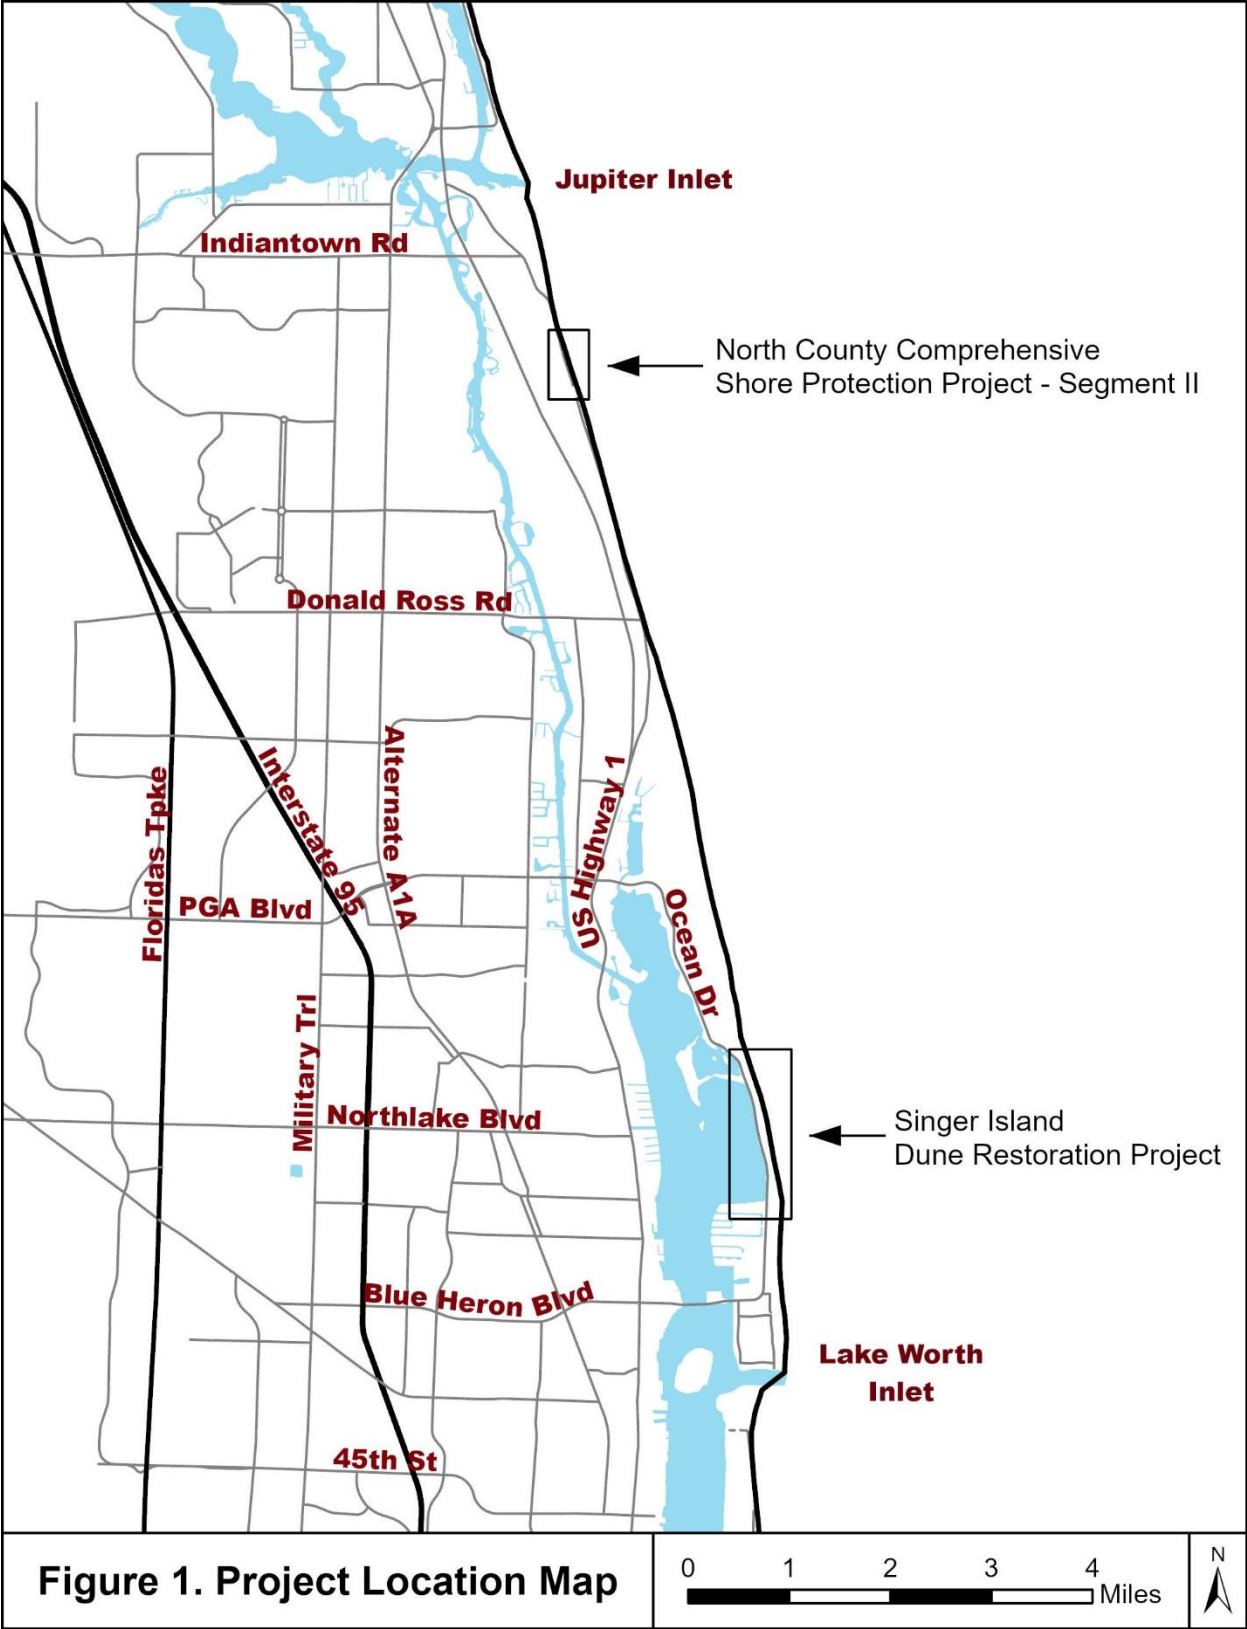 Jupiter Inlet
Indiantown Rd
North County Comprehensive
Shore Protection Project - Segment II
Donald Ross Rd
Floridas Tpke
Interstate 95
Alternate A1A
US Highway 1
PGA Blvd
Ocean Dr
Military Trl
Northlake Blvd
Singer Island
Dune Restoration Project
Blue Heron Blvd
Lake Worth
Inlet
45th St
Figure 1. Project Location Map
0 1 2 3 4
Miles
N